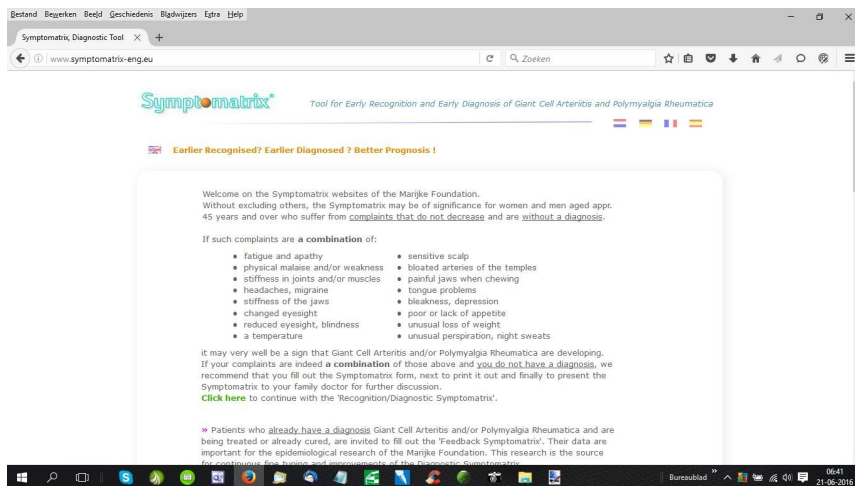 Bestand Bewerken Beeld Geschiedenis Bladwijzers Extra Help
Symptomatrix, Diagnostic Tool
www.symptomatrix-eng.eu
Zoeken
Symptomatrix
Tool for Early Recognition and Early Diagnosis of Giant Cell Arteritis and Polymyalgia Rheumatica
Earlier Recognised? Earlier Diagnosed ? Better Prognosis !
Welcome on the Symptomatrix websites of the Marijke Foundation.
Without excluding others, the Symptomatrix may be of significance for women and men aged appr.
45 years and over who suffer from complaints that do not decrease and are without a diagnosis.
If such complaints are a combination of:
• fatigue and apathy
• physical malaise and/or weakness
• stiffness in joints and/or muscles
• headaches, migraine
• stiffness of the jaws
• changed eyesight
• reduced eyesight, blindness
• a temperature
• sensitive scalp
• bloated arteries of the temples
• painful jaws when chewing
• tongue problems
• bleakness, depression
• poor or lack of appetite
• unusual loss of weight
• unusual perspiration, night sweats
it may very well be a sign that Giant Cell Arteritis and/or Polymyalgia Rheumatica are developing.
If your complaints are indeed a combination of those above and you do not have a diagnosis, we
recommend that you fill out the Symptomatrix form, next to print it out and finally to present the
Symptomatrix to your family doctor for further discussion.
Click here to continue with the 'Recognition/Diagnostic Symptomatrix'.
» Patients who already have a diagnosis Giant Cell Arteritis and/or Polymyalgia Rheumatica and are
being treated or already cured, are invited to fill out the 'Feedback Symptomatrix'. Their data are
important for the epidemiological research of the Marijke Foundation. This research is the source
for continuous fine tuning and improvements of the Diagnostic Symptomatrix.
Bureaublad
06:41
21-06-2016